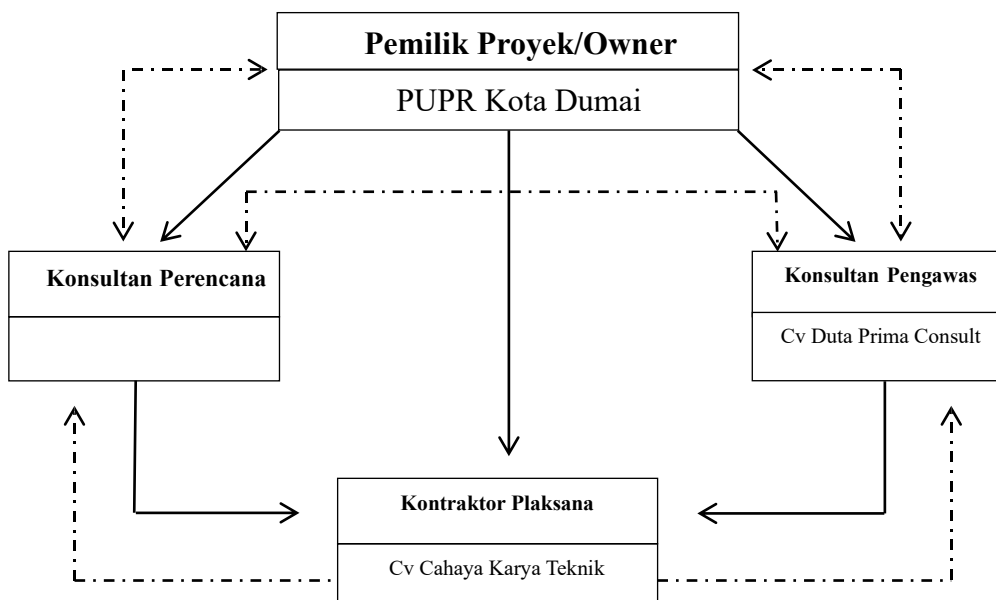 Pemilik Proyek/Owner
PUPR Kota Dumai
Konsultan Perencana
Konsultan Pengawas
Cv Duta Prima Consult
Kontraktor Plaksana
Cv Cahaya Karya Teknik